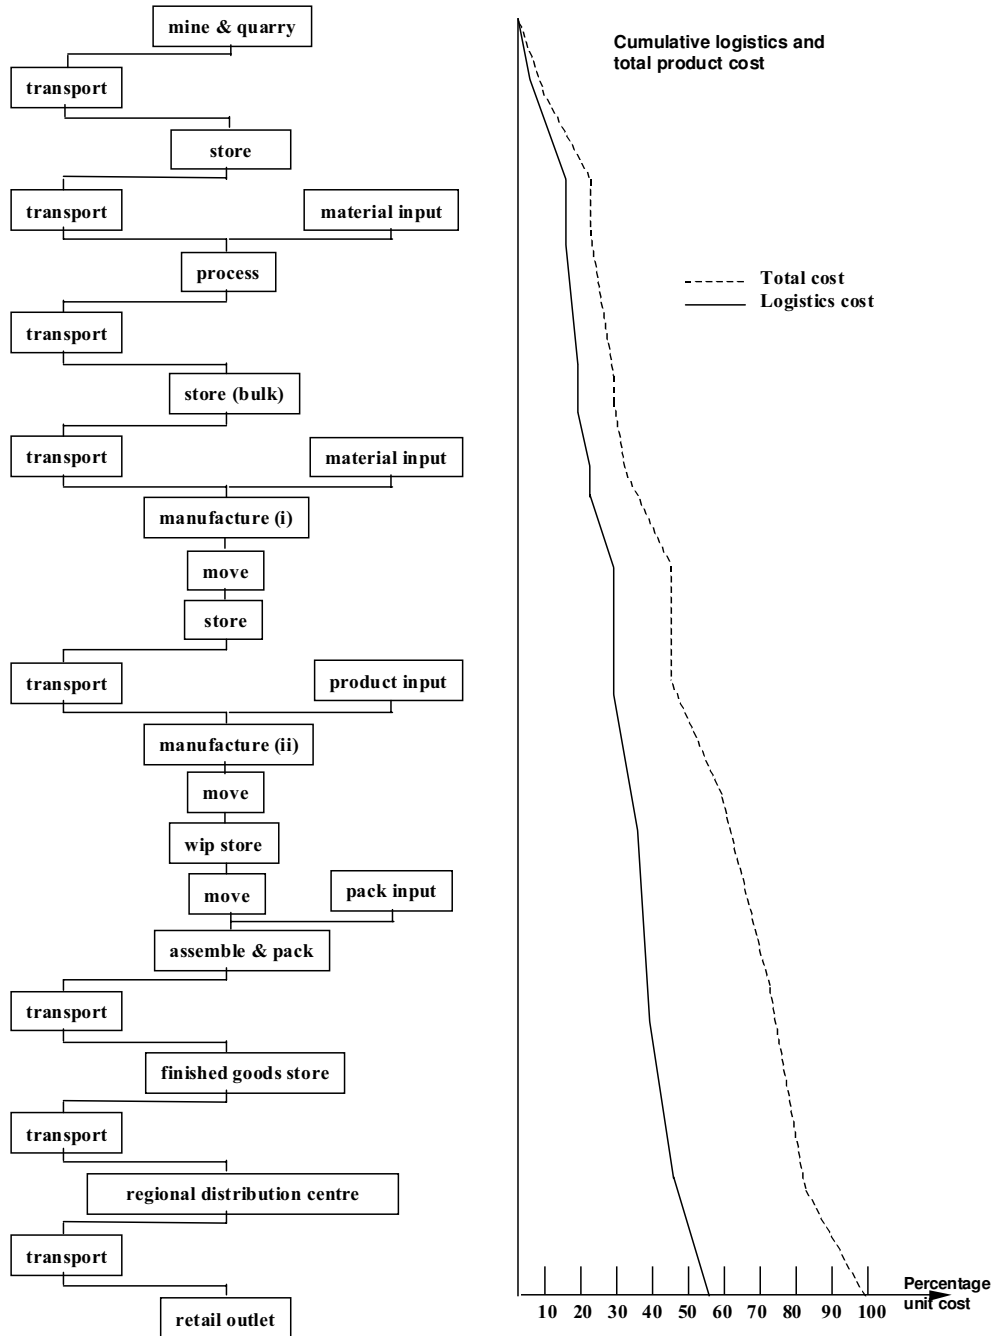 mine & quarry
transport
store
transport
material input
process
transport
store (bulk)
transport
material input
manufacture (i)
move
store
transport
product input
manufacture (ii)
move
wip store
move
pack input
assemble & pack
transport
finished goods store
transport
regional distribution centre
transport
retail outlet
Cumulative logistics and
total product cost
Total cost
Logistics cost
10 20 30 40 50 60 70 80 90 100
Percentage
unit cost